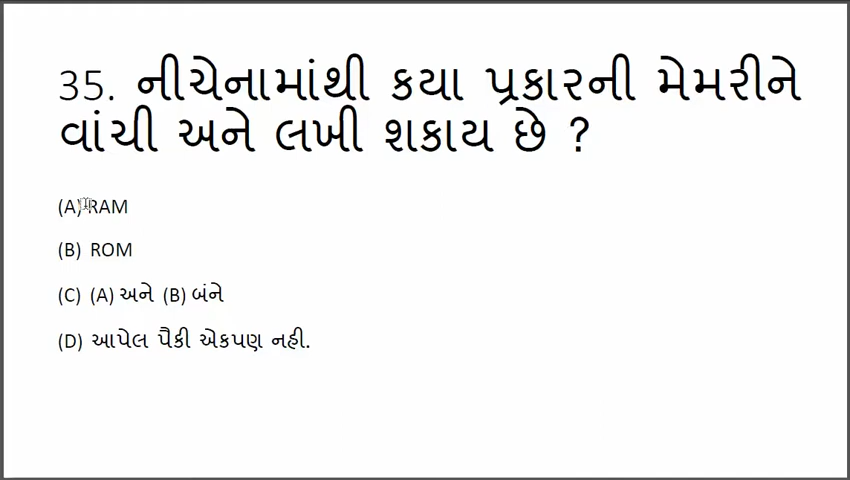 35. નીચેનામાંથી કયા પ્રકારની મેમરીને
વાંચી અને લખી શકાય છે ?
(A) RAM
(B) ROM
(C) (A) અને (B) બંને
(D) આપેલ પૈકી એકપણ નહી.